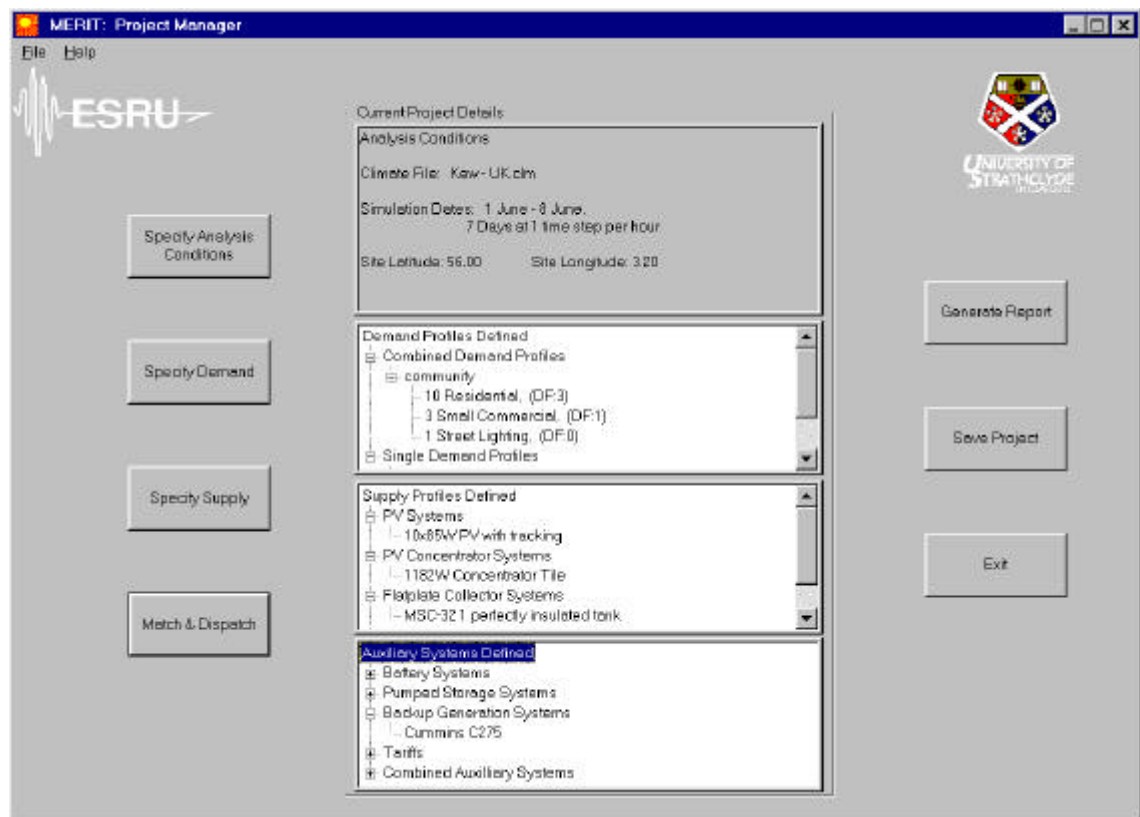 MERIT: Project Manager
File Help
ESRU
UNIVERSITY OF
STRATHCLYDE
Specify Analysis
Conditions
Specify Demand
Specify Supply
Match & Dispatch
Current Project Details
Analysis Conditions
Climate File: Kew-UK.clm
Simulation Dates: 1 June - 8 June.
7 Days at 1 time step per hour
Site Latitude: 56.00 Site Longitude: 3.20
Demand Profiles Defined
Combined Demand Profiles
community
10 Residential, (DF:3)
3 Small Commercial, (DF:1)
1 Street Lighting, (DF:0)
Single Demand Profiles
Supply Profiles Defined
PV Systems
10x85W PV with tracking
PV Concentrator Systems
1182W Concentrator Tile
Flatplate Collector Systems
MSC-321 perfectly insulated tank
Auxiliary Systems Defined
Battery Systems
Pumped Storage Systems
Backup Generation Systems
Cummins C275
Tariffs
Combined Auxilliary Systems
Generate Report
Save Project
Exit